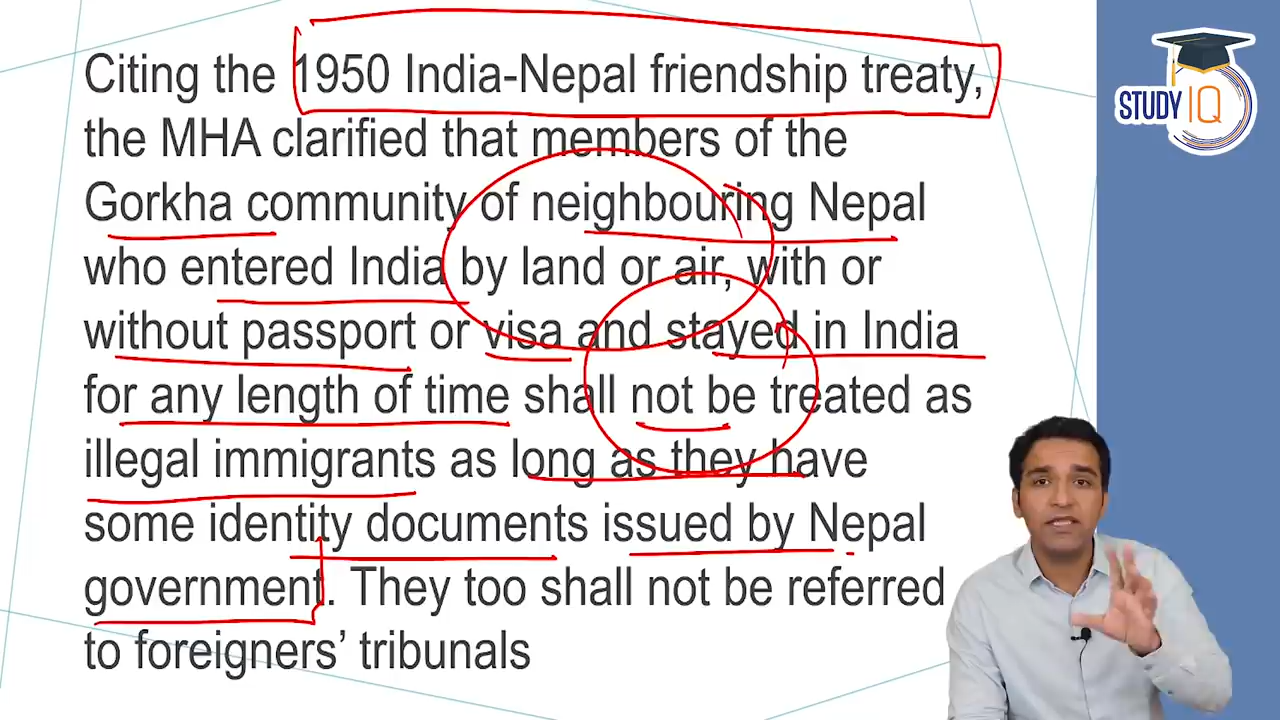 Citing the 1950 India-Nepal friendship treaty,
the MHA clarified that members of the
Gorkha community of neighbouring Nepal
who entered India by land or air, with or
without passport or visa and stayed in India
for any length of time shall not be treated as
illegal immigrants as long as they have
some identity documents issued by Nepal
government. They too shall not be referred
to foreigners’ tribunals
STUDY IQ